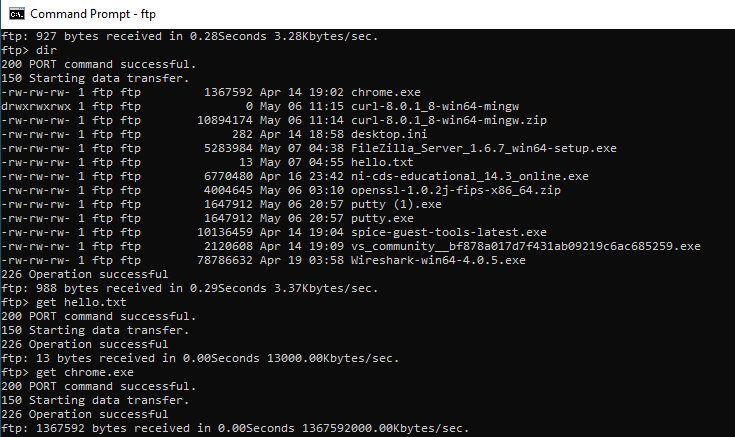 Command Prompt - ftp
ftp: 927 bytes received in 0.28Seconds 3.28Kbytes/sec.
ftp> dir
200 PORT command successful.
150 Starting data transfer.
-rw-rw-rw- 1 ftp ftp         1367592 Apr 14 19:02 chrome.exe
drwxrwxrwx 1 ftp ftp               0 May 06 11:15 curl-8.0.1_8-win64-mingw
-rw-rw-rw- 1 ftp ftp        10894174 May 06 11:14 curl-8.0.1_8-win64-mingw.zip
-rw-rw-rw- 1 ftp ftp             282 Apr 14 18:58 desktop.ini
-rw-rw-rw- 1 ftp ftp         5283984 May 07 04:38 FileZilla_Server_1.6.7_win64-setup.exe
-rw-rw-rw- 1 ftp ftp              13 May 07 04:55 hello.txt
-rw-rw-rw- 1 ftp ftp         6770480 Apr 16 23:42 ni-cds-educational_14.3_online.exe
-rw-rw-rw- 1 ftp ftp         4004645 May 06 03:10 openssl-1.0.2j-fips-x86_64.zip
-rw-rw-rw- 1 ftp ftp         1647912 May 06 20:57 putty (1).exe
-rw-rw-rw- 1 ftp ftp         1647912 May 06 20:57 putty.exe
-rw-rw-rw- 1 ftp ftp        10136459 Apr 14 19:04 spice-guest-tools-latest.exe
-rw-rw-rw- 1 ftp ftp         2120608 Apr 14 19:09 vs_community__bf878a017d7f431ab09219c6ac685259.exe
-rw-rw-rw- 1 ftp ftp        78786632 Apr 19 03:58 Wireshark-win64-4.0.5.exe
226 Operation successful
ftp: 988 bytes received in 0.29Seconds 3.37Kbytes/sec.
ftp> get hello.txt
200 PORT command successful.
150 Starting data transfer.
226 Operation successful
ftp: 13 bytes received in 0.00Seconds 13000.00Kbytes/sec.
ftp> get chrome.exe
200 PORT command successful.
150 Starting data transfer.
226 Operation successful
ftp: 1367592 bytes received in 0.00Seconds 1367592000.00Kbytes/sec.